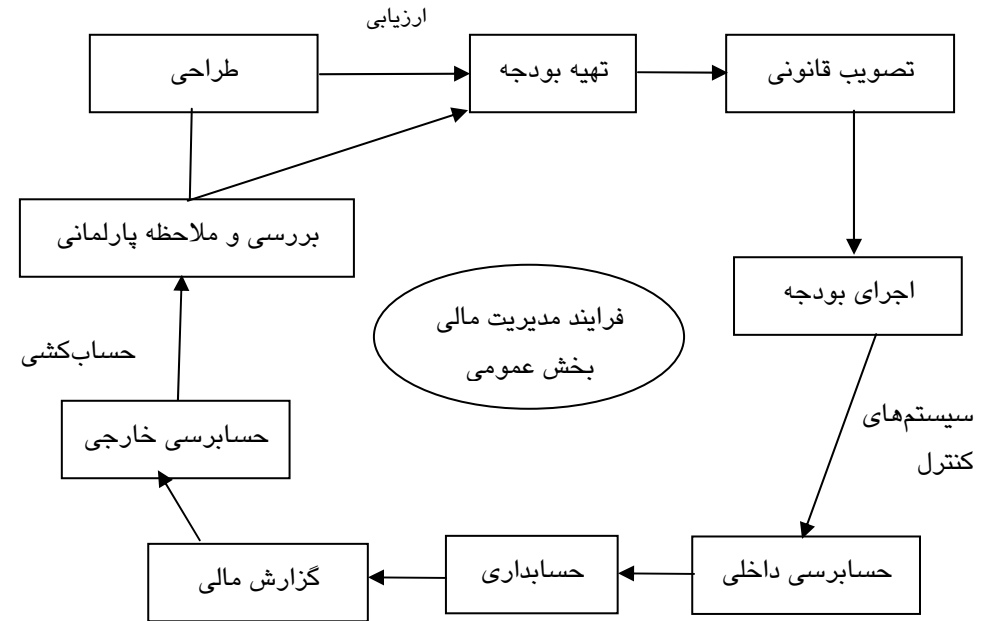 ارزیابی
طراحی
تهیه بودجه
تصویب قانونی
بررسی و ملاحظه پارلمانی
اجرای بودجه
فرایند مدیریت مالی
بخش عمومی
حساب‌کشی
سیستم‌های
کنترل
حسابرسی خارجی
حسابرسی داخلی
حسابداری
گزارش مالی